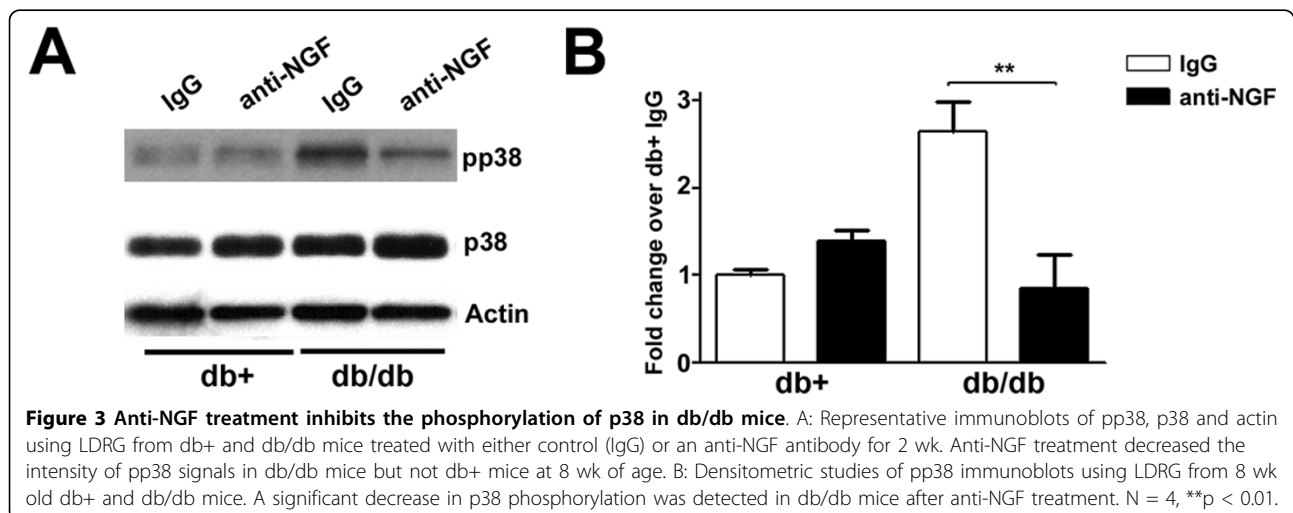 A
IgG anti-NGF IgG anti-NGF
pp38
p38
Actin
db+ db/db
B
IgG
anti-NGF
**
Fold change over db+ IgG
3
2
1
0
db+ db/db
Figure 3 Anti-NGF treatment inhibits the phosphorylation of p38 in db/db mice. A: Representative immunoblots of pp38, p38 and actin
using LDRG from db+ and db/db mice treated with either control (IgG) or an anti-NGF antibody for 2 wk. Anti-NGF treatment decreased the
intensity of pp38 signals in db/db mice but not db+ mice at 8 wk of age. B: Densitometric studies of pp38 immunoblots using LDRG from 8 wk
old db+ and db/db mice. A significant decrease in p38 phosphorylation was detected in db/db mice after anti-NGF treatment. N = 4, **p < 0.01.